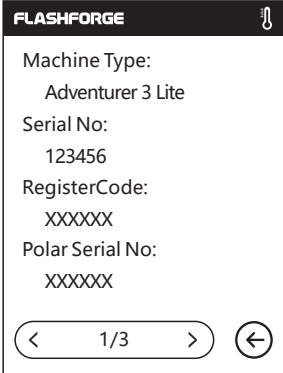 FLASHFORGE
Machine Type:
Adventurer 3 Lite
Serial No:
123456
RegisterCode:
XXXXXX
Polar Serial No:
XXXXXX
1/3